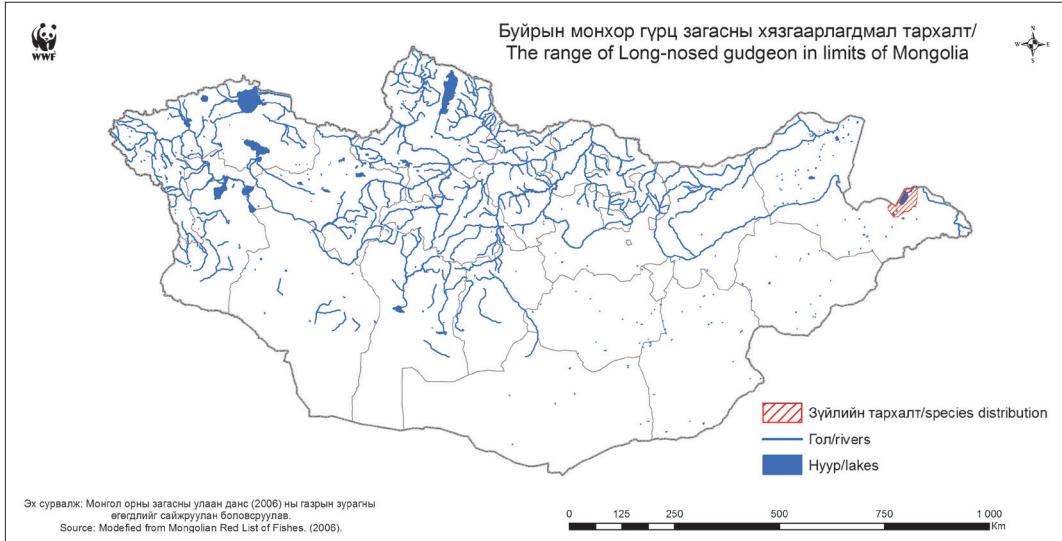 WWF
Буйрын монхор гүрц загасны хязгаарлагдмал тархалт/
The range of Long-nosed gudgeon in limits of Mongolia
N
W E
S
Зүйлийн тархалт/species distribution
Гол/rivers
Нуур/lakes
Эх сурвалж: Монгол орны загасны улаан данс (2006) ны газрын зурагны
өгөгдлийг сайжруулан боловсруулав.
Source: Modefied from Mongolian Red List of Fishes. (2006).
0 125 250 500 750 1 000
Km